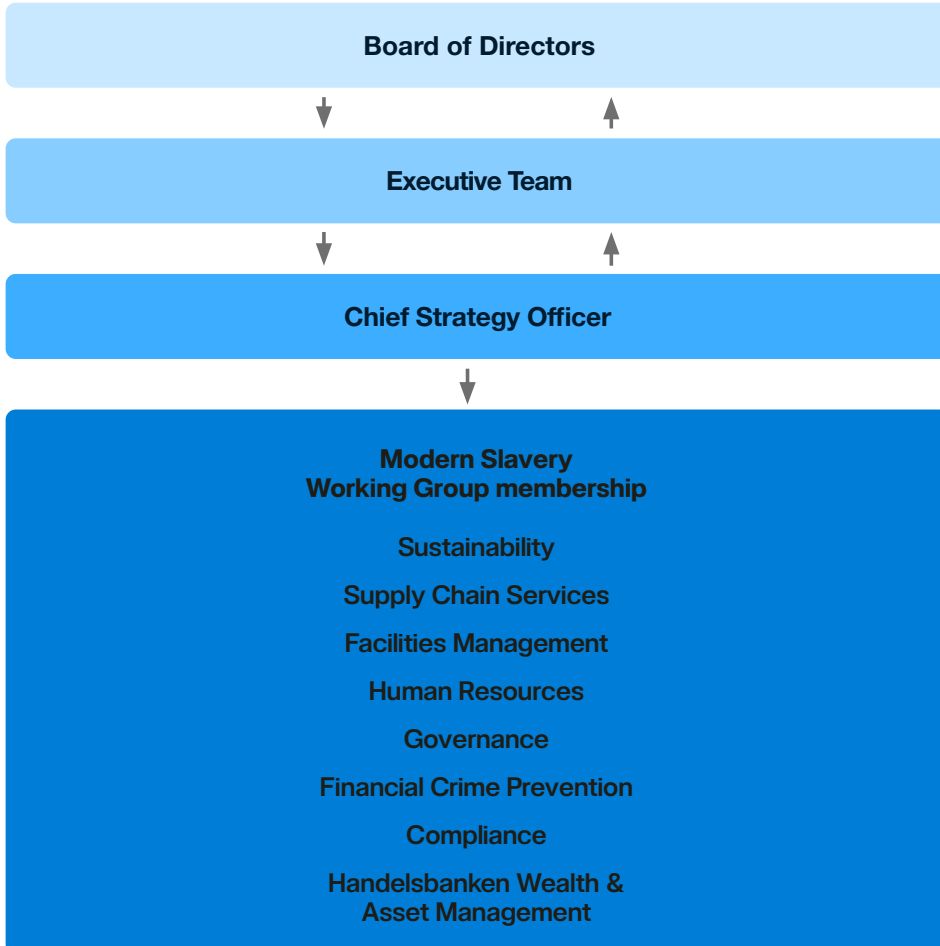 Board of Directors
Executive Team
Chief Strategy Officer
Modern Slavery
Working Group membership
Sustainability
Supply Chain Services
Facilities Management
Human Resources
Governance
Financial Crime Prevention
Compliance
Handelsbanken Wealth &
Asset Management